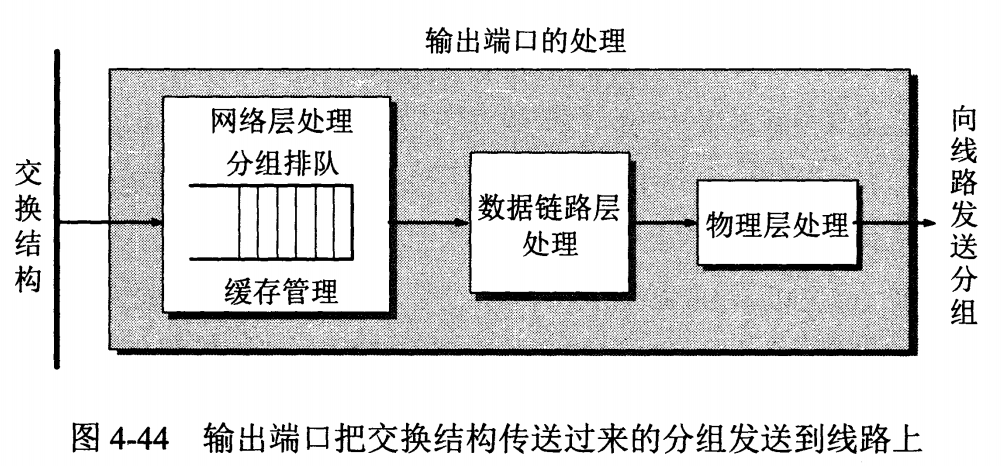 输出端口的处理
交换结构
网络层处理
分组排队
缓存管理
数据链路层
处理
物理层处理
向线路发送分组
图 4-44 输出端口把交换结构传送过来的分组发送到线路上